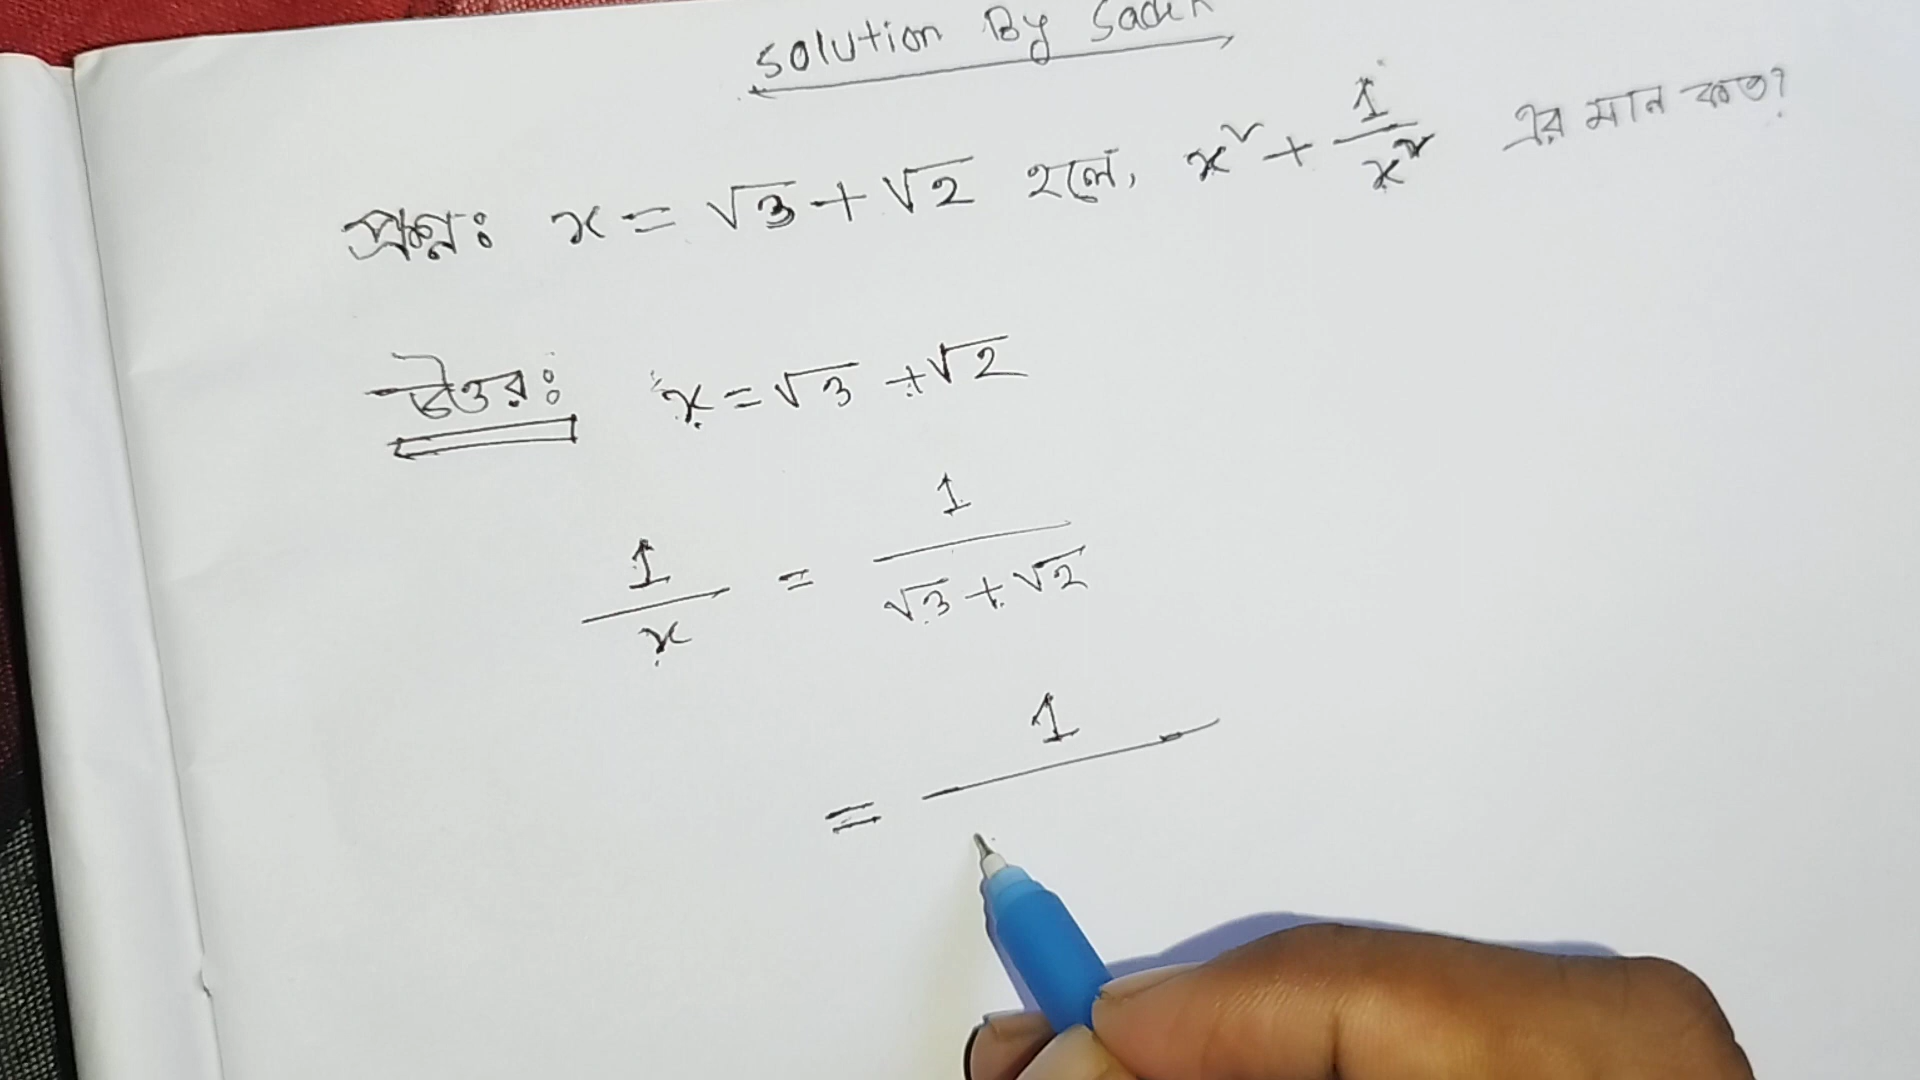 Solution By Sadik
প্রশ্নঃ x = √3 + √2 হলে, x² + 1/x² এর মান কত?
উত্তরঃ x = √3 + √2
1/x = 1/(√3 + √2)
= 1/